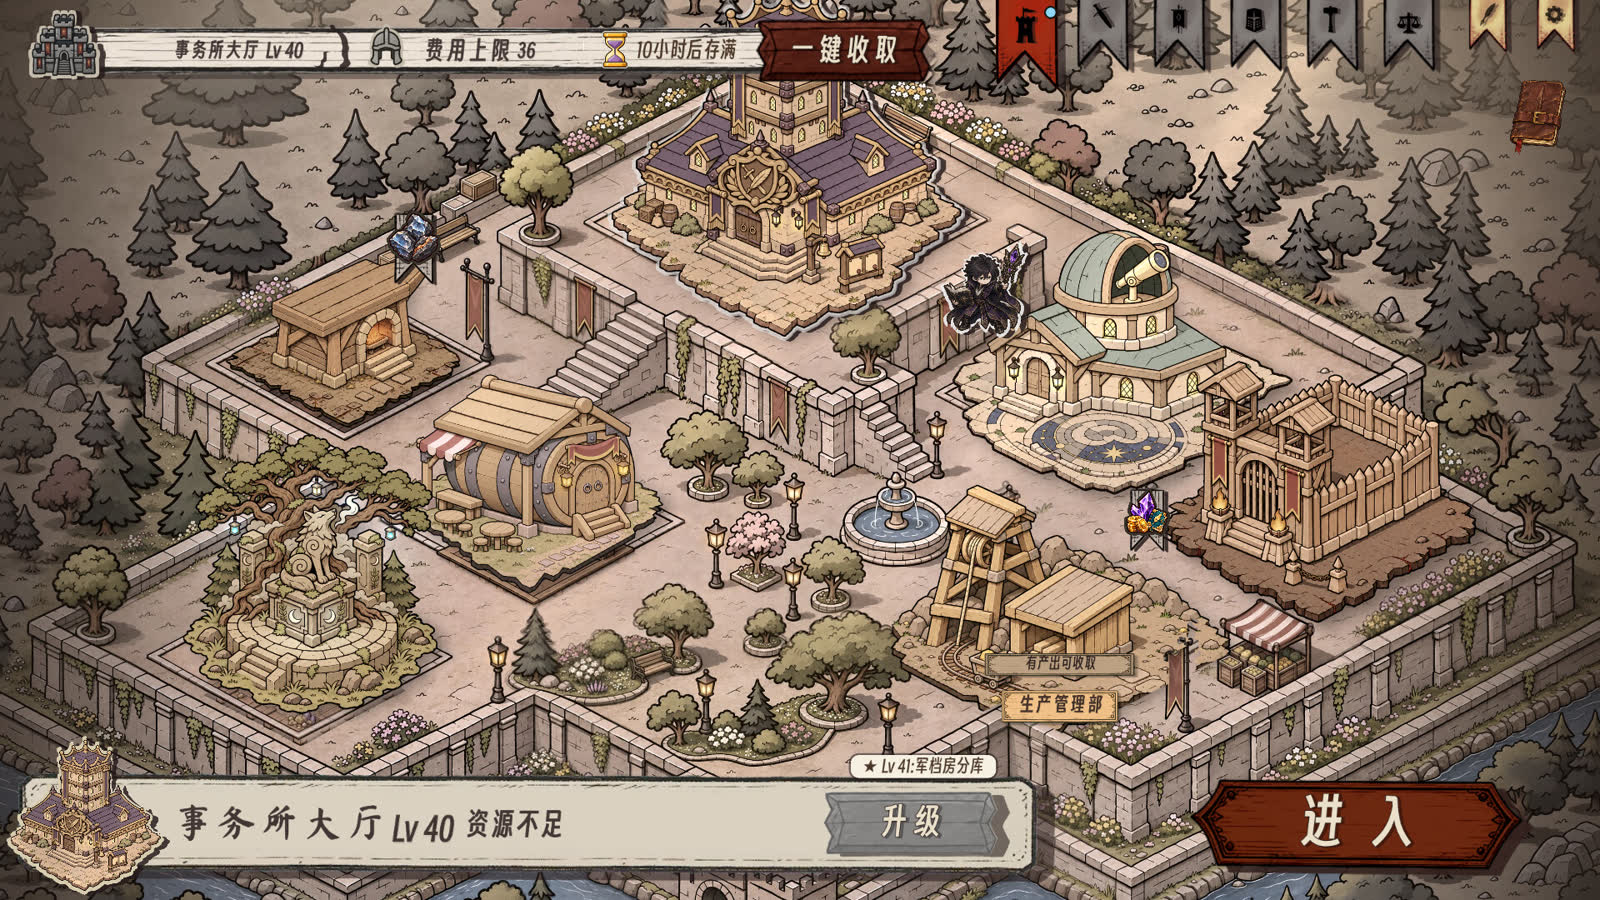 事务所大厅 Lv 40
费用上限 36
10小时后存满
一键收取
有产出可收取
生产管理部
★ Lv 41:军档房分库
事务所大厅 Lv 40 资源不足
升级
进入